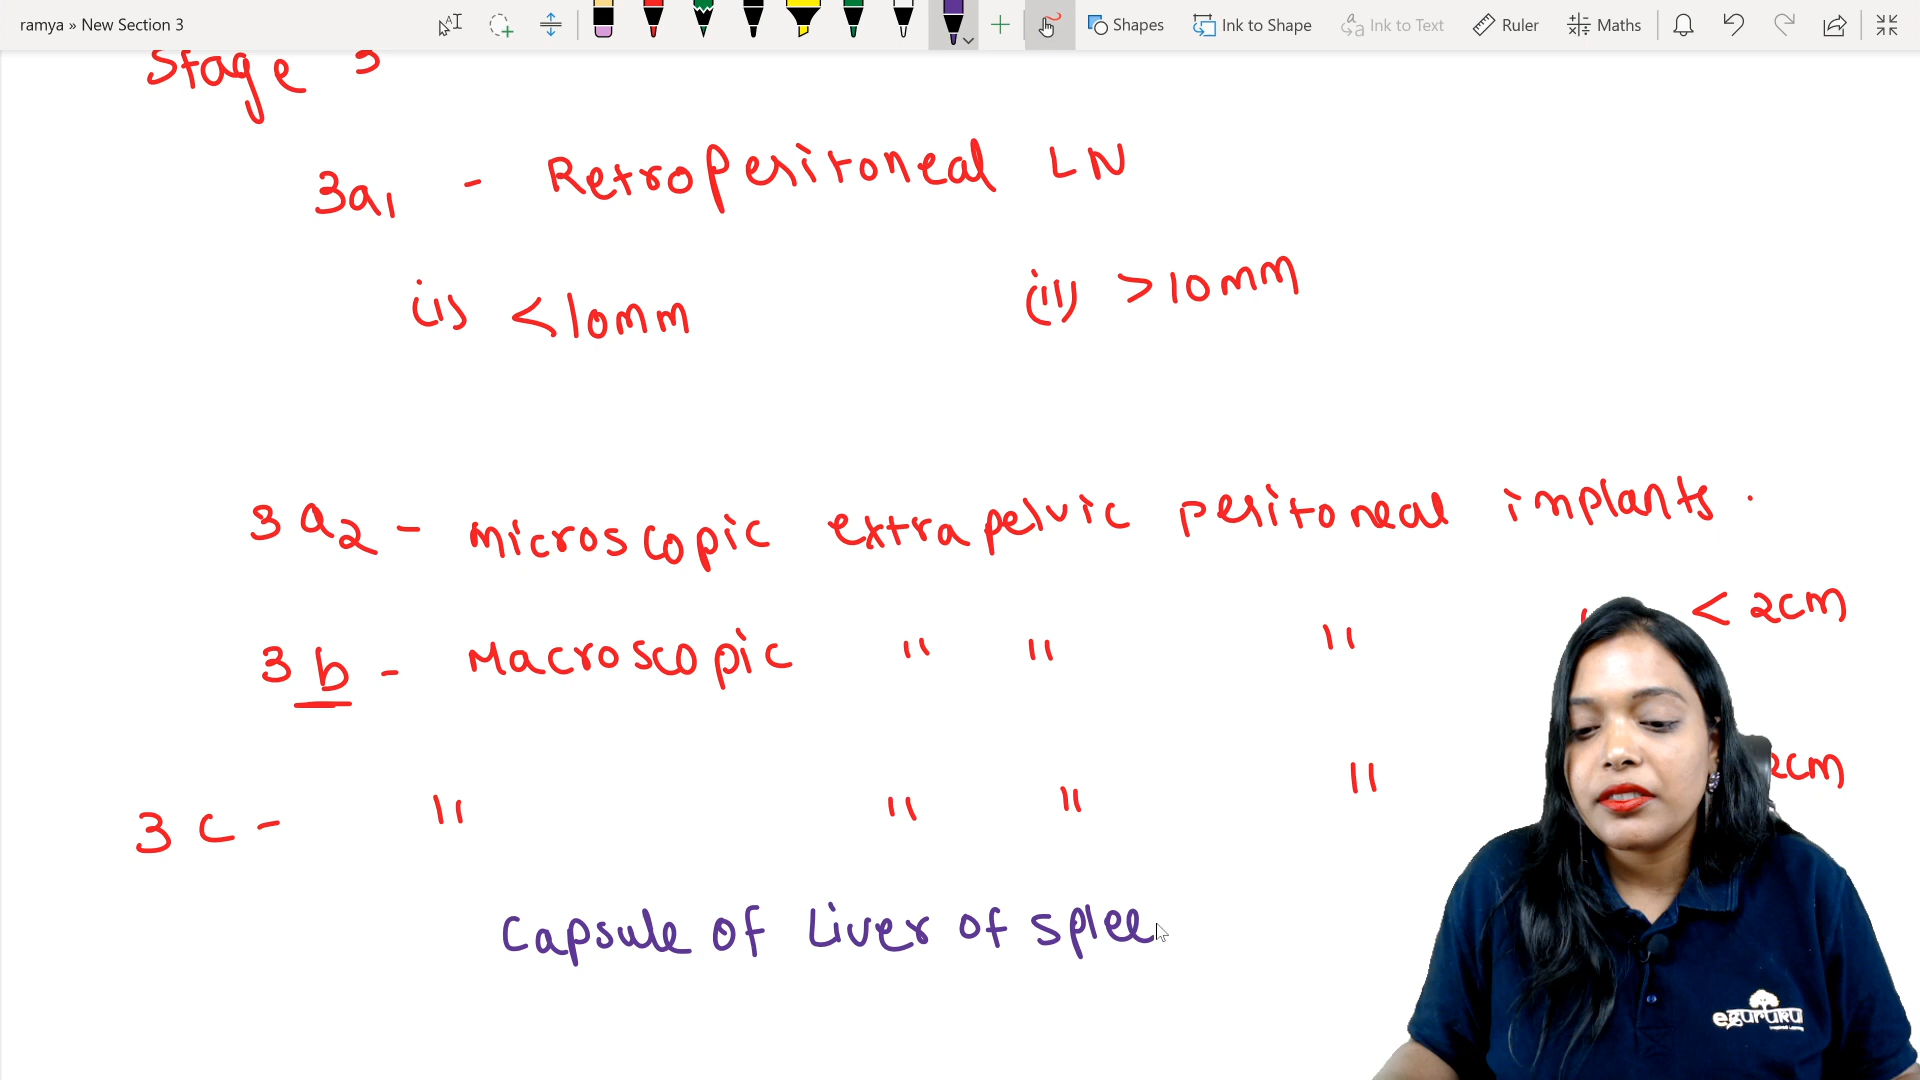 ramya » New Section 3
Shapes
Ink to Shape
Ink to Text
Ruler
Maths
Stage 3
3a1 - Retroperitoneal LN
(i) <10mm (ii) >10mm
3a2 - Microscopic extrapelvic peritoneal implants.
3b - Macroscopic " " " < 2cm
3c - " " " " 2cm
Capsule of Liver of splee
eGurukul